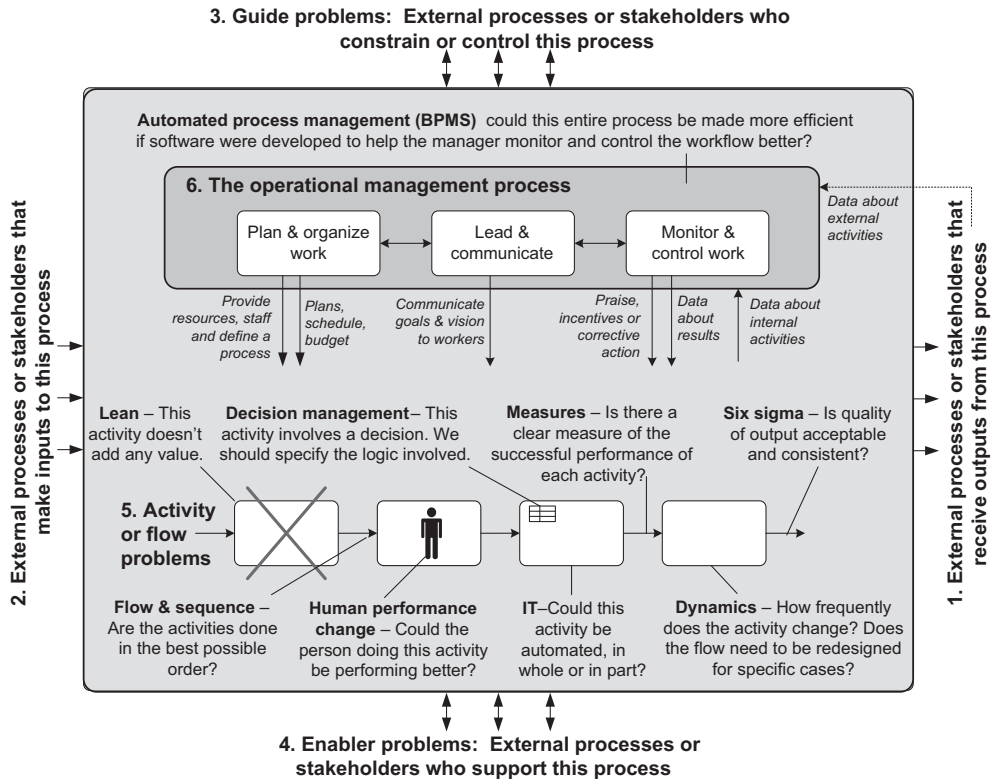 3. Guide problems:  External processes or stakeholders who
constrain or control this process
Automated process management (BPMS)  could this entire process be made more efficient
if software were developed to help the manager monitor and control the workflow better?
6. The operational management process
Plan & organize
work
Lead &
communicate
Monitor &
control work
Data about
external
activities
Provide
resources, staff
and define a
process
Plans,
schedule,
budget
Communicate
goals & vision
to workers
Praise,
incentives or
corrective
action
Data
about
results
Data about
internal
activities
2. External processes or stakeholders that
make inputs to this process
1. External processes or stakeholders that
receive outputs from this process
Lean – This
activity doesn't
add any value.
Decision management– This
activity involves a decision. We
should specify the logic involved.
Measures – Is there a
clear measure of the
successful performance of
each activity?
Six sigma – Is quality
of output acceptable
and consistent?
5. Activity
or flow
problems
Flow & sequence –
Are the activities done
in the best possible
order?
Human performance
change – Could the
person doing this activity
be performing better?
IT–Could this
activity be
automated, in
whole or in part?
Dynamics – How frequently
does the activity change? Does
the flow need to be redesigned
for specific cases?
4. Enabler problems:  External processes or
stakeholders who support this process